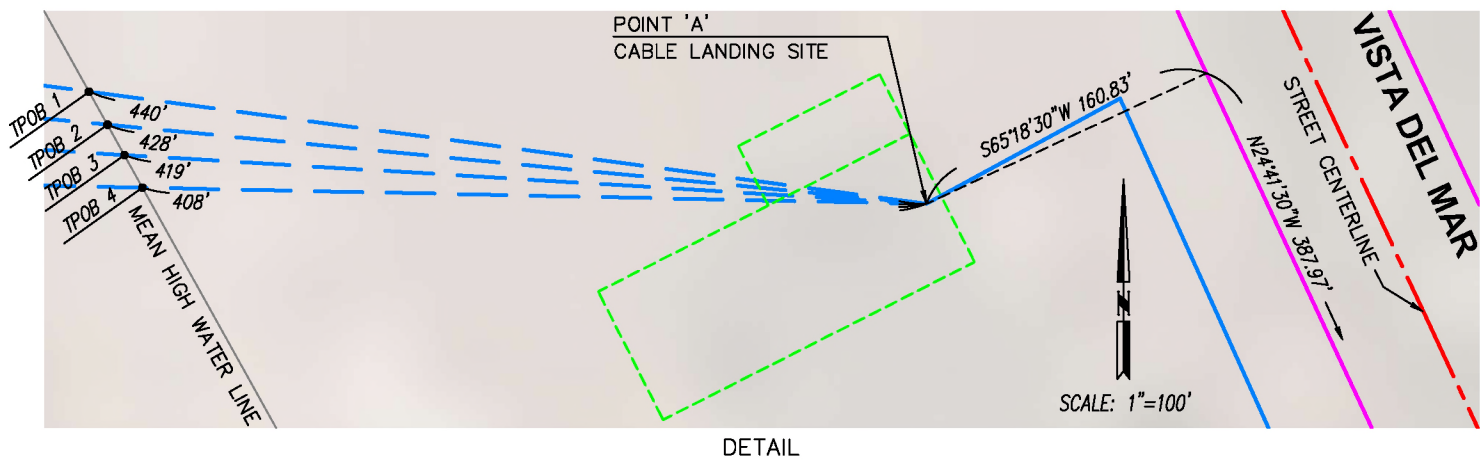 POINT 'A'
CABLE LANDING SITE
VISTA DEL MAR
STREET CENTERLINE
TPOB 1
440'
TPOB 2
428'
TPOB 3
419'
TPOB 4
408'
S65°18'30"W 160.83'
N24°41'30"W 387.97'
MEAN HIGH WATER LINE
N
SCALE: 1"=100'
DETAIL